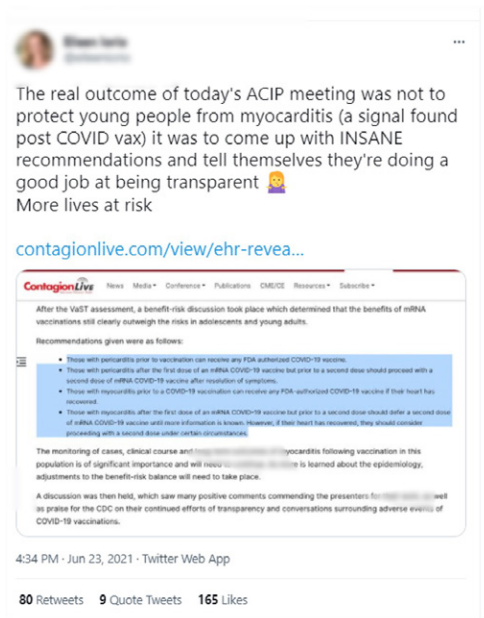 The real outcome of today's ACIP meeting was not to
protect young people from myocarditis (a signal found
post COVID vax) it was to come up with INSANE
recommendations and tell themselves they're doing a
good job at being transparent 🤷‍♀️
More lives at risk
contagionlive.com/view/ehr-revea...
ContagionLive News Media Conference Publications CME/CE Resources Subscribe
After the VaST assessment, a benefit-risk discussion took place which determined that the benefits of mRNA
vaccinations still clearly outweigh the risks in adolescents and young adults.
Recommendations given were as follows:
• Those with pericarditis prior to vaccination can receive any FDA authorized COVID-19 vaccine.
• Those with pericarditis after the first dose of an mRNA COVID-19 vaccine but prior to a second dose should proceed with a
second dose of mRNA COVID-19 vaccine after resolution of symptoms.
• Those with myocarditis prior to a COVID-19 vaccination can receive any FDA-authorized COVID-19 vaccine if their heart has
recovered.
• Those with myocarditis after the first dose of an mRNA COVID-19 vaccine but prior to a second dose should defer a second dose
of mRNA COVID-19 vaccine until more information is known. However, if their heart has recovered, they should consider
proceeding with a second dose under certain circumstances.
The monitoring of cases, clinical course and yocarditis following vaccination in this
population is of significant importance and will is learned about the epidemiology,
adjustments to the benefit-risk balance will need to take place.
A discussion was then held, which saw many positive comments commending the presenters well
as praise for the CDC on their continued efforts of transparency and conversations surrounding adverse of
COVID-19 vaccinations.
4:34 PM · Jun 23, 2021 · Twitter Web App
80 Retweets 9 Quote Tweets 165 Likes